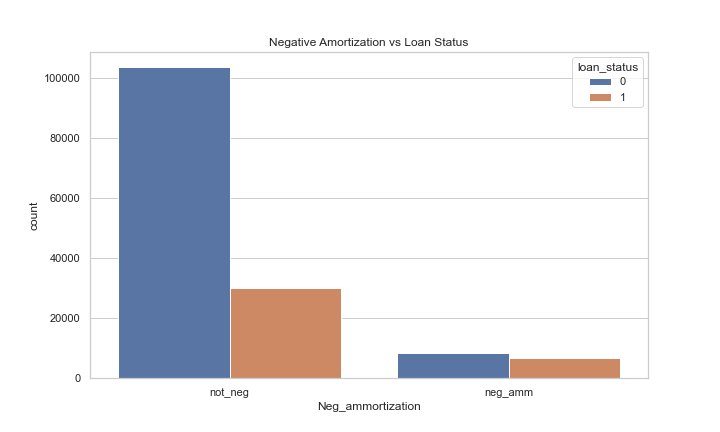 Negative Amortization vs Loan Status
loan_status
0
1
100000
80000
60000
40000
20000
0
count
not_neg
neg_amm
Neg_ammortization